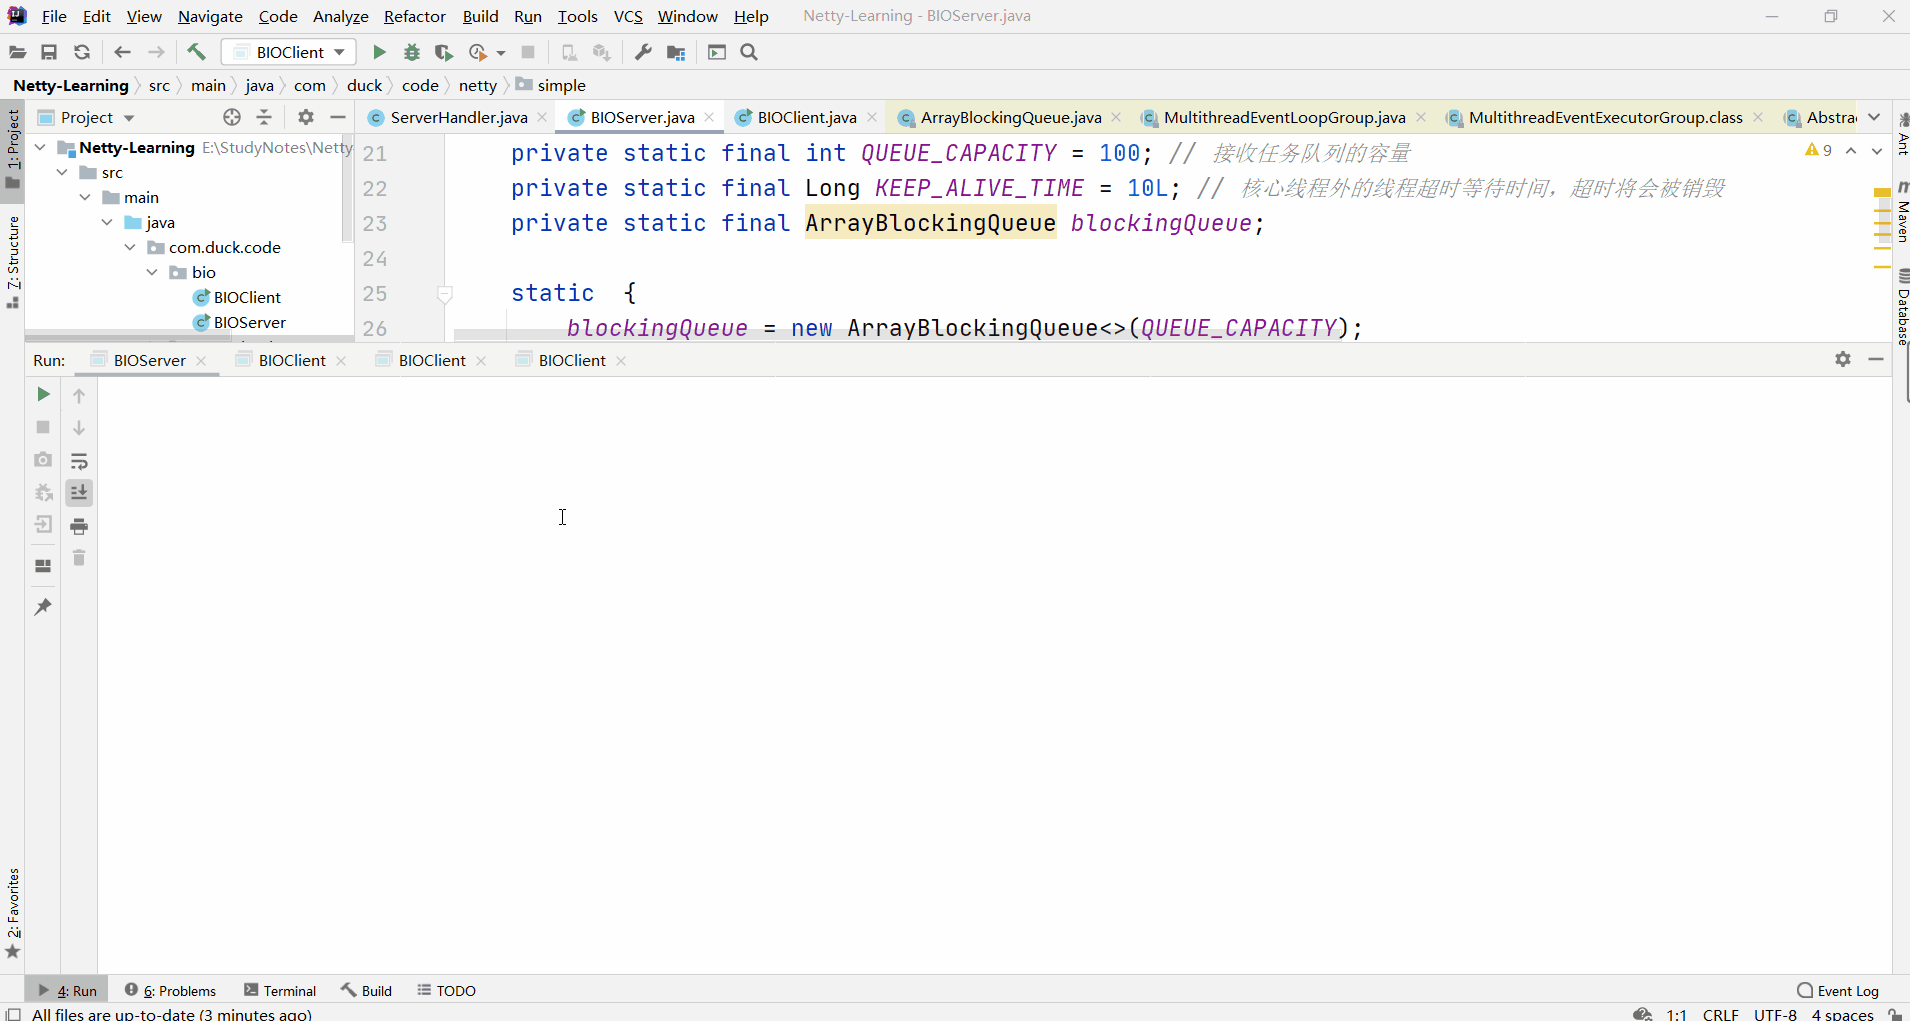 File Edit View Navigate Code Analyze Refactor Build Run Tools VCS Window Help Netty-Learning - BIOServer.java
BIOClient
Netty-Learning src main java com duck code netty simple
Project
ServerHandler.java BIOServer.java BIOClient.java ArrayBlockingQueue.java MultithreadEventLoopGroup.java MultithreadEventExecutorGroup.class Abstra
1: Project
Z: Structure
2: Favorites
Netty-Learning E:\StudyNotes\Netty
src
main
java
com.duck.code
bio
BIOClient
BIOServer
21 private static final int QUEUE_CAPACITY = 100; // 接收任务队列的容量
22 private static final Long KEEP_ALIVE_TIME = 10L; // 核心线程外的线程超时等待时间，超时将会被销毁
23 private static final ArrayBlockingQueue blockingQueue;
24
25 static {
26 blockingQueue = new ArrayBlockingQueue<>(QUEUE_CAPACITY);
9
Ant
Maven
Database
Run: BIOServer BIOClient BIOClient BIOClient
4: Run 6: Problems Terminal Build TODO Event Log
All files are up-to-date (3 minutes ago) 1:1 CRLF UTF-8 4 spaces